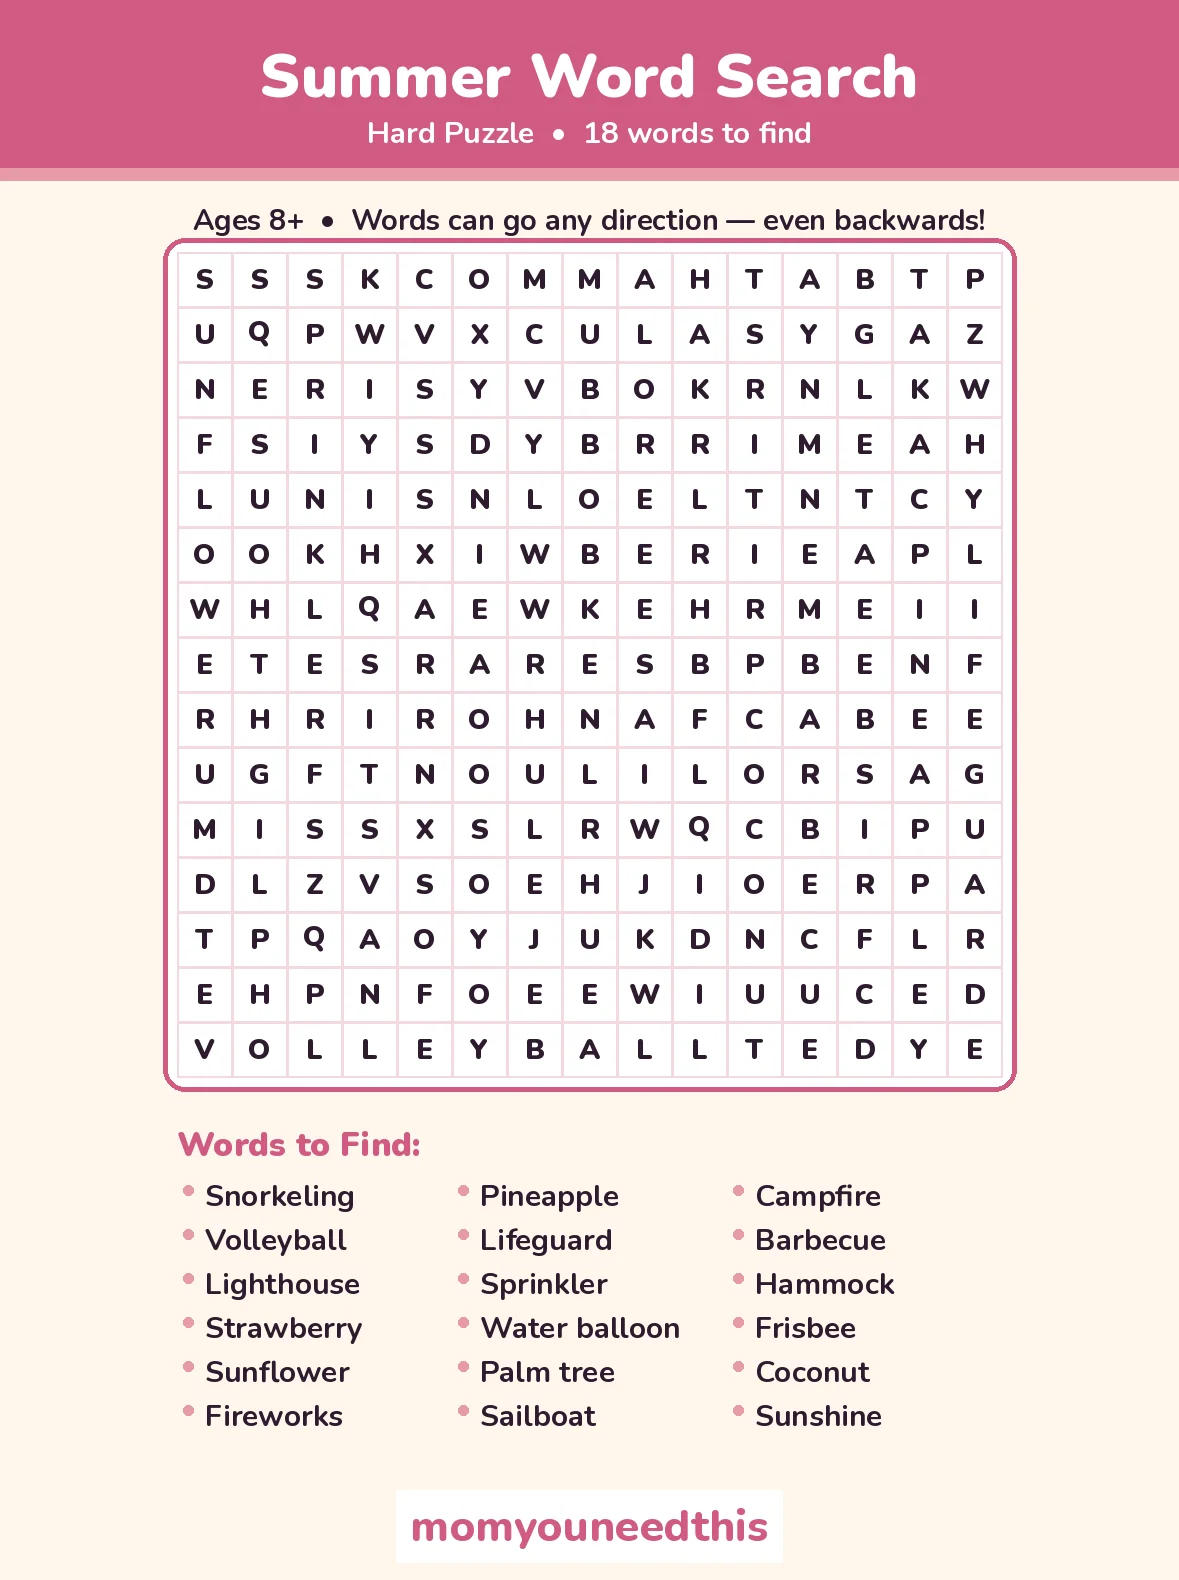 Summer Word Search
Hard Puzzle • 18 words to find
Ages 8+ • Words can go any direction — even backwards!
S S S K C O M M A H T A B T P
U Q P W V X C U L A S Y G A Z
N E R I S Y V B O K R N L K W
F S I Y S D Y B R R I M E A H
L U N I S N L O E L T N T C Y
O O K H X I W B E R I E A P L
W H L Q A E W K E H R M E I I
E T E S R A R E S B P B E N F
R H R I R O H N A F C A B E E
U G F T N O U L I L O R S A G
M I S S X S L R W Q C B I P U
D L Z V S O E H J I O E R P A
T P Q A O Y J U K D N C F L R
E H P N F O E E W I U U C E D
V O L L E Y B A L L T E D Y E
Words to Find:
• Snorkeling • Pineapple • Campfire
• Volleyball • Lifeguard • Barbecue
• Lighthouse • Sprinkler • Hammock
• Strawberry • Water balloon • Frisbee
• Sunflower • Palm tree • Coconut
• Fireworks • Sailboat • Sunshine
momyouneedthis